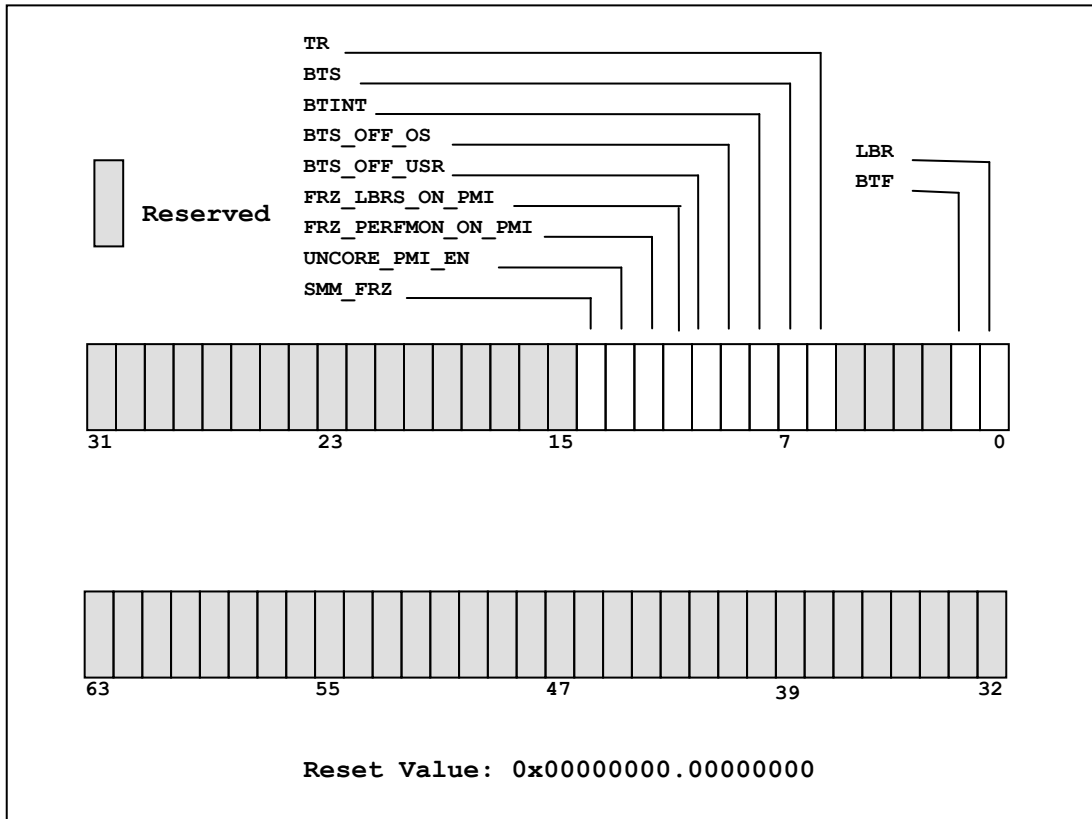 TR
BTS
BTINT
BTS_OFF_OS
BTS_OFF_USR
FRZ_LBRS_ON_PMI
FRZ_PERFMON_ON_PMI
UNCORE_PMI_EN
SMM_FRZ
LBR
BTF
Reserved
31 23 15 7 0
63 55 47 39 32
Reset Value: 0x00000000.00000000